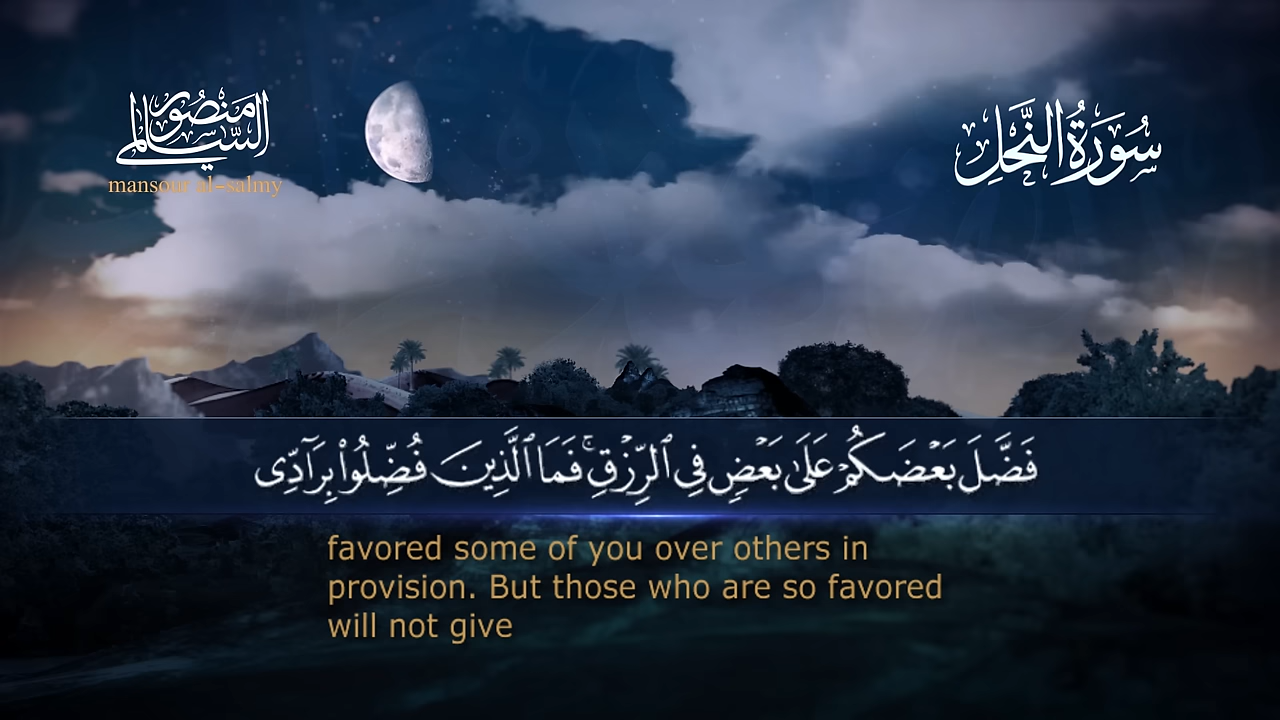 منصور السالمي
mansour al-salmy
سُورَةُ النَّحْلِ
فَضَّلَ بَعْضَكُمْ عَلَىٰ بَعْضٍ فِى ٱلرِّزْقِ ۚ فَمَا ٱلَّذِينَ فُضِّلُوا۟ بِرَآدِّى
favored some of you over others in
provision. But those who are so favored
will not give